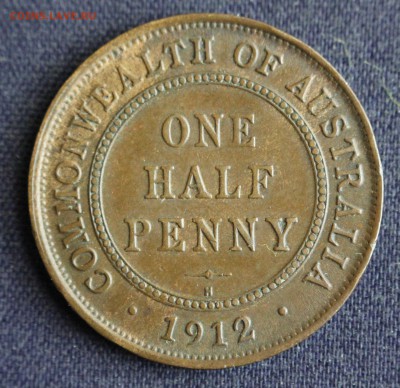 COMMONWEALTH OF AUSTRALIA
ONE
HALF
PENNY
H
· 1912 ·